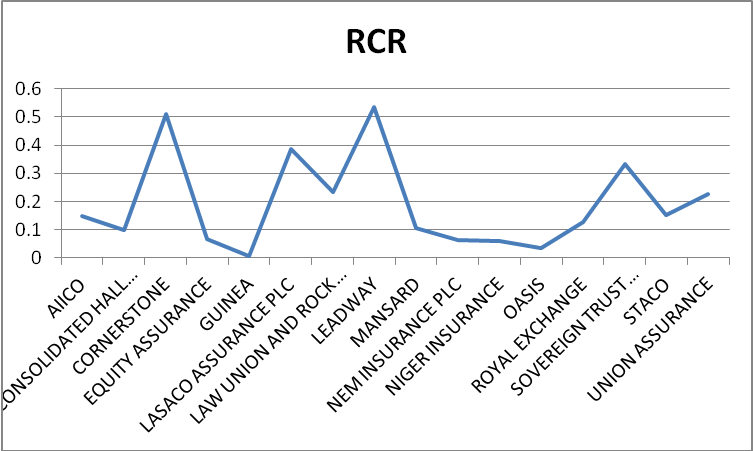 RCR
0.6
0.5
0.4
0.3
0.2
0.1
0
AIICO
CONSOLIDATED HALL...
CORNERSTONE
EQUITY ASSURANCE
GUINEA
LASACO ASSURANCE PLC
LAW UNION AND ROCK...
LEADWAY
MANSARD
NEM INSURANCE PLC
NIGER INSURANCE
OASIS
ROYAL EXCHANGE
SOVEREIGN TRUST...
STACO
UNION ASSURANCE